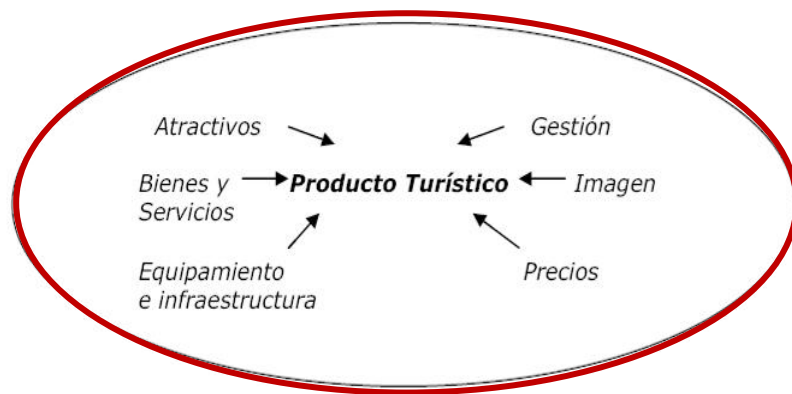 Atractivos
Gestión
Bienes y
Servicios
Producto Turístico
Imagen
Equipamiento
e infraestructura
Precios